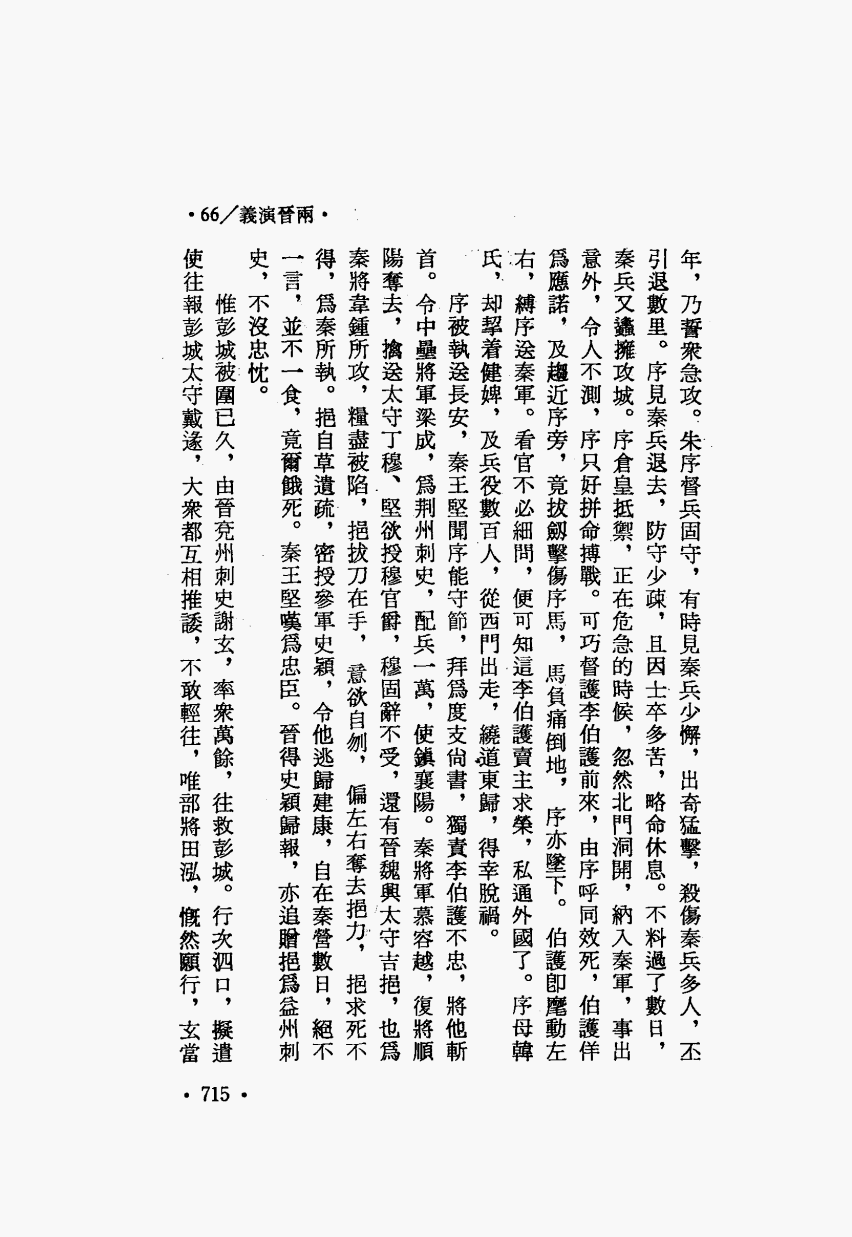 •66／義演晉兩•
年，乃誓衆急攻。朱序督兵固守，有時見秦兵少懈，出奇猛擊，殺傷秦兵多人，丕
引退數里。序見秦兵退去，防守少疎，且因士卒多苦，略命休息。不料過了數日，
秦兵又蠭擁攻城。序倉皇抵禦，正在危急的時候，忽然北門洞開，納入秦軍，事出
意外，令人不測，序只好拼命搏戰。可巧督護李伯護前來，由序呼同效死，伯護佯
爲應諾，及趨近序旁，竟拔劒擊傷序馬，馬負痛倒地，序亦墜下。伯護卽麾動左
右，縛序送秦軍。看官不必細問，便可知這李伯護賣主求榮，私通外國了。序母韓
氏，却挈着健婢，及兵役數百人，從西門出走，繞道東歸，得幸脫禍。
序被執送長安，秦王堅聞序能守節，拜爲度支尙書，獨責李伯護不忠，將他斬
首。令中壘將軍梁成，爲荆州刺史，配兵一萬，使鎭襄陽。秦將軍慕容越，復將順
陽奪去，擒送太守丁穆、堅欲授穆官爵，穆固辭不受，還有晉魏興太守吉挹，也爲
秦將韋鍾所攻，糧盡被陷，挹拔刀在手，意欲自刎，偏左右奪去挹力，挹求死不
得，爲秦所執。挹自草遺疏，密授參軍史穎，令他逃歸建康，自在秦營數日，絕不
一言，並不一食，竟爾餓死。秦王堅嘆爲忠臣。晉得史穎歸報，亦追贈挹爲益州刺
史，不沒忠忱。
惟彭城被圍已久，由晉兗州刺史謝玄，率衆萬餘，往救彭城。行次泗口，擬遣
使往報彭城太守戴逯，大衆都互相推諉，不敢輕往，唯部將田泓，慨然願行，玄當
•715•